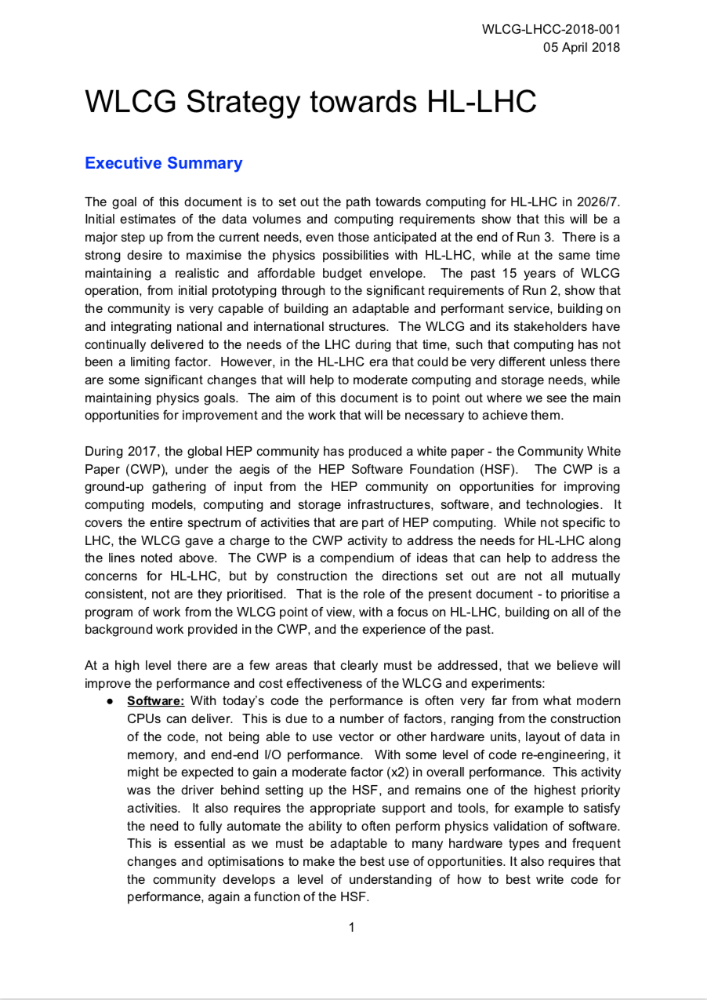 WLCG-LHCC-2018-001
05 April 2018
WLCG Strategy towards HL-LHC
Executive Summary
The goal of this document is to set out the path towards computing for HL-LHC in 2026/7.
Initial estimates of the data volumes and computing requirements show that this will be a
major step up from the current needs, even those anticipated at the end of Run 3. There is a
strong desire to maximise the physics possibilities with HL-LHC, while at the same time
maintaining a realistic and affordable budget envelope. The past 15 years of WLCG
operation, from initial prototyping through to the significant requirements of Run 2, show that
the community is very capable of building an adaptable and performant service, building on
and integrating national and international structures. The WLCG and its stakeholders have
continually delivered to the needs of the LHC during that time, such that computing has not
been a limiting factor. However, in the HL-LHC era that could be very different unless there
are some significant changes that will help to moderate computing and storage needs, while
maintaining physics goals. The aim of this document is to point out where we see the main
opportunities for improvement and the work that will be necessary to achieve them.
During 2017, the global HEP community has produced a white paper - the Community White
Paper (CWP), under the aegis of the HEP Software Foundation (HSF). The CWP is a
ground-up gathering of input from the HEP community on opportunities for improving
computing models, computing and storage infrastructures, software, and technologies. It
covers the entire spectrum of activities that are part of HEP computing. While not specific to
LHC, the WLCG gave a charge to the CWP activity to address the needs for HL-LHC along
the lines noted above. The CWP is a compendium of ideas that can help to address the
concerns for HL-LHC, but by construction the directions set out are not all mutually
consistent, not are they prioritised. That is the role of the present document - to prioritise a
program of work from the WLCG point of view, with a focus on HL-LHC, building on all of the
background work provided in the CWP, and the experience of the past.
At a high level there are a few areas that clearly must be addressed, that we believe will
improve the performance and cost effectiveness of the WLCG and experiments:
● Software: With today's code the performance is often very far from what modern
CPUs can deliver. This is due to a number of factors, ranging from the construction
of the code, not being able to use vector or other hardware units, layout of data in
memory, and end-end I/O performance. With some level of code re-engineering, it
might be expected to gain a moderate factor (x2) in overall performance. This activity
was the driver behind setting up the HSF, and remains one of the highest priority
activities. It also requires the appropriate support and tools, for example to satisfy
the need to fully automate the ability to often perform physics validation of software.
This is essential as we must be adaptable to many hardware types and frequent
changes and optimisations to make the best use of opportunities. It also requires that
the community develops a level of understanding of how to best write code for
performance, again a function of the HSF.
1